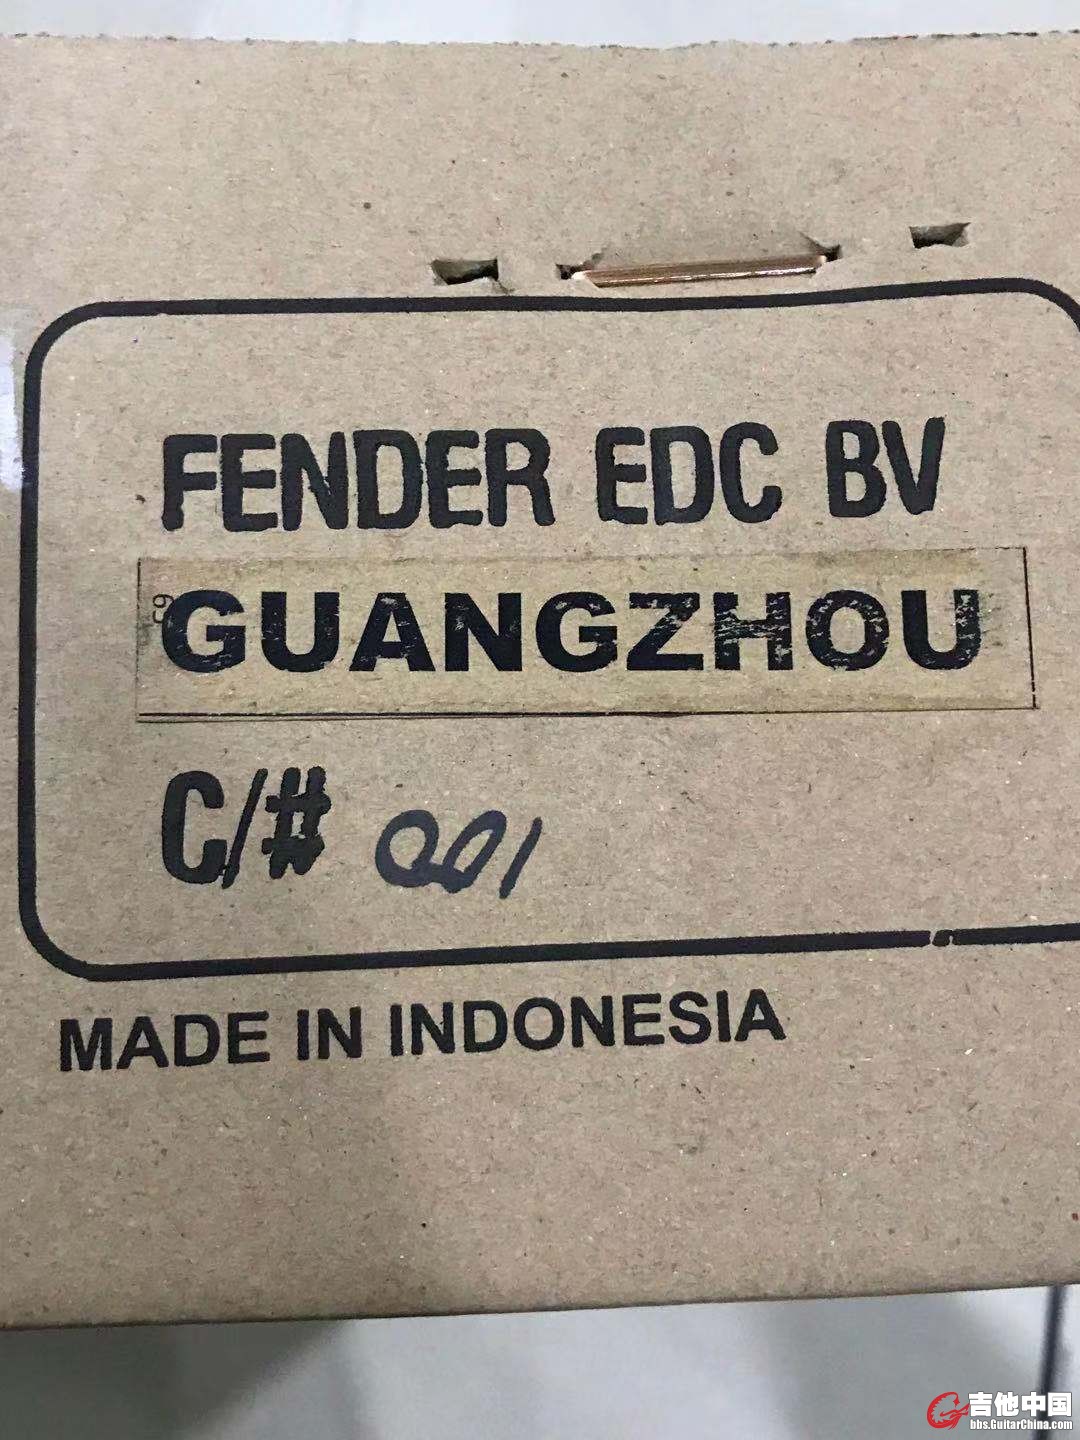 FENDER EDC BV
GUANGZHOU
C/# 001
MADE IN INDONESIA
吉他中国
bbs.GuitarChina.com